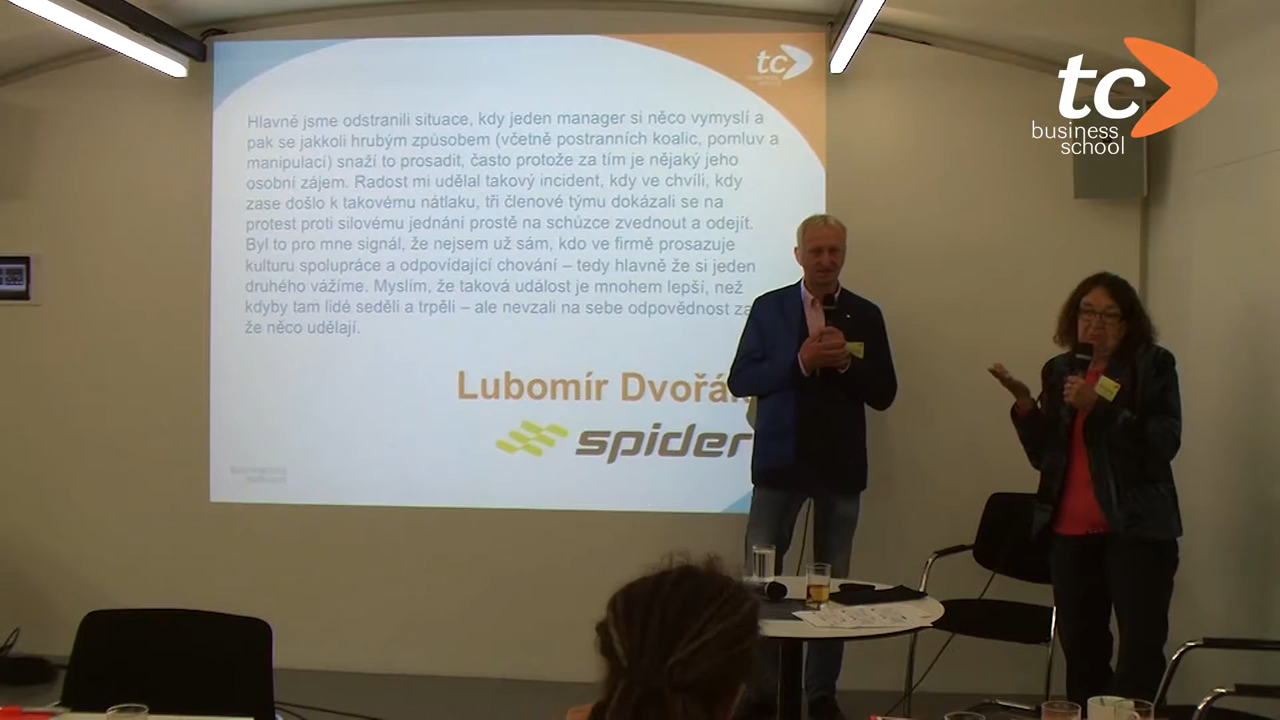 tc
tc
business
school
Hlavně jsme odstranili situace, kdy jeden manager si něco vymyslí a
pak se jakkoli hrubým způsobem (včetně postranních koalic, pomluv a
manipulací) snaží to prosadit, často protože za tím je nějaký jeho
osobní zájem. Radost mi udělal takový incident, kdy ve chvíli, kdy
zase došlo k takovému nátlaku, tři členové týmu dokázali se na
protest proti silovému jednání prostě na schůzce zvednout a odejít.
Byl to pro mne signál, že nejsem už sám, kdo ve firmě prosazuje
kulturu spolupráce a odpovídající chování – tedy hlavně že si jeden
druhého vážíme. Myslím, že taková událost je mnohem lepší, než
kdyby tam lidé seděli a trpěli – ale nevzali na sebe odpovědnost za
že něco udělají.
Lubomír Dvořák
spider